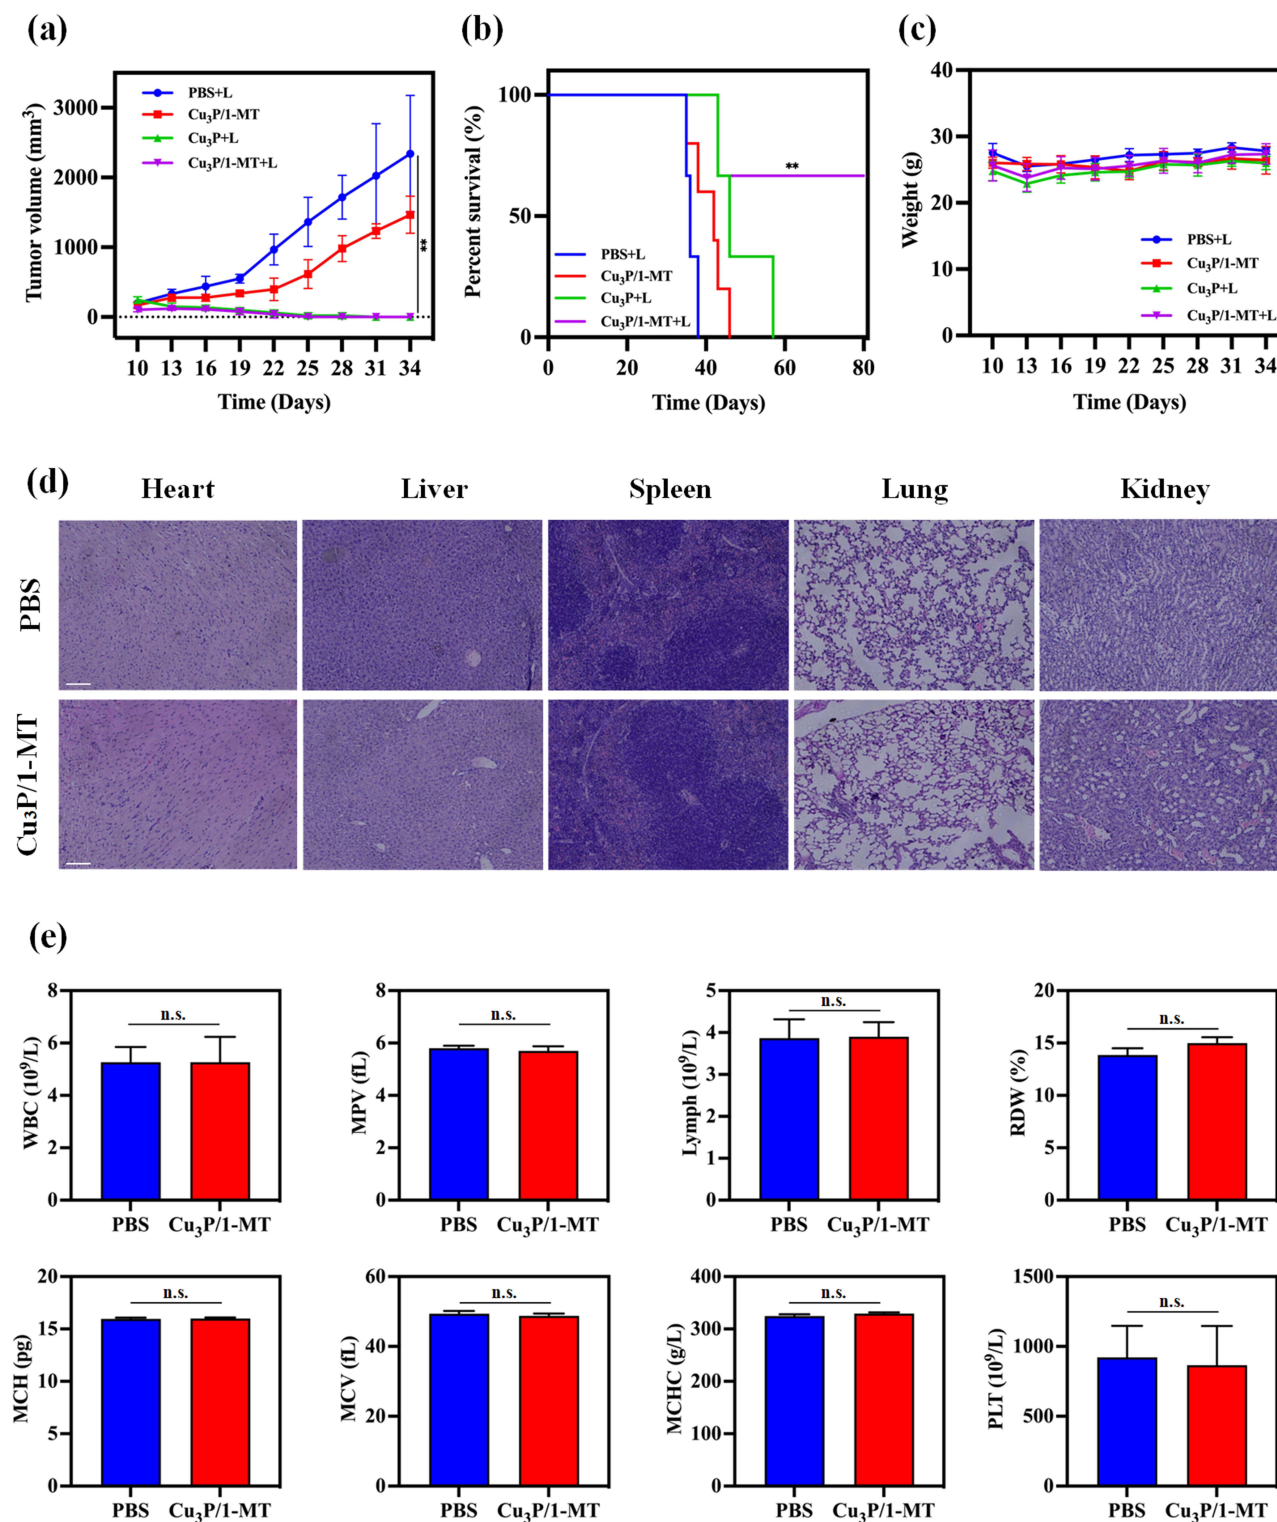 (a)
Tumor volume (mm³)
3000
2000
1000
0
PBS+L
Cu₃P/1-MT
Cu₃P+L
Cu₃P/1-MT+L
**
10 13 16 19 22 25 28 31 34
Time (Days)
(b)
Percent survival (%)
100
50
0
**
PBS+L
Cu₃P/1-MT
Cu₃P+L
Cu₃P/1-MT+L
0 20 40 60 80
Time (Days)
(c)
Weight (g)
40
30
20
10
0
PBS+L
Cu₃P/1-MT
Cu₃P+L
Cu₃P/1-MT+L
10 13 16 19 22 25 28 31 34
Time (Days)
(d)
Heart Liver Spleen Lung Kidney
PBS
Cu₃P/1-MT
(e)
WBC (10⁹/L)
8
6
4
2
0
n.s.
PBS Cu₃P/1-MT
MPV (fL)
8
6
4
2
0
n.s.
PBS Cu₃P/1-MT
Lymph (10⁹/L)
5
4
3
2
1
0
n.s.
PBS Cu₃P/1-MT
RDW (%)
20
15
10
5
0
n.s.
PBS Cu₃P/1-MT
MCH (pg)
20
15
10
5
0
n.s.
PBS Cu₃P/1-MT
MCV (fL)
60
40
20
0
n.s.
PBS Cu₃P/1-MT
MCHC (g/L)
400
300
200
100
0
n.s.
PBS Cu₃P/1-MT
PLT (10⁹/L)
1500
1000
500
0
n.s.
PBS Cu₃P/1-MT